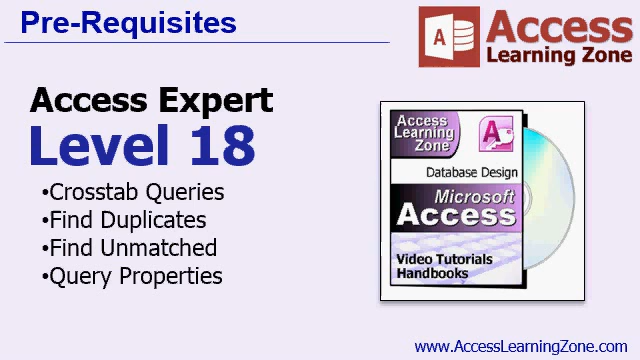 Pre-Requisites
Access
Learning Zone
Access Expert
Level 18
•Crosstab Queries
•Find Duplicates
•Find Unmatched
•Query Properties
Access
Learning
Zone
A
Database Design
Microsoft
Access
Video Tutorials
Handbooks
www.AccessLearningZone.com